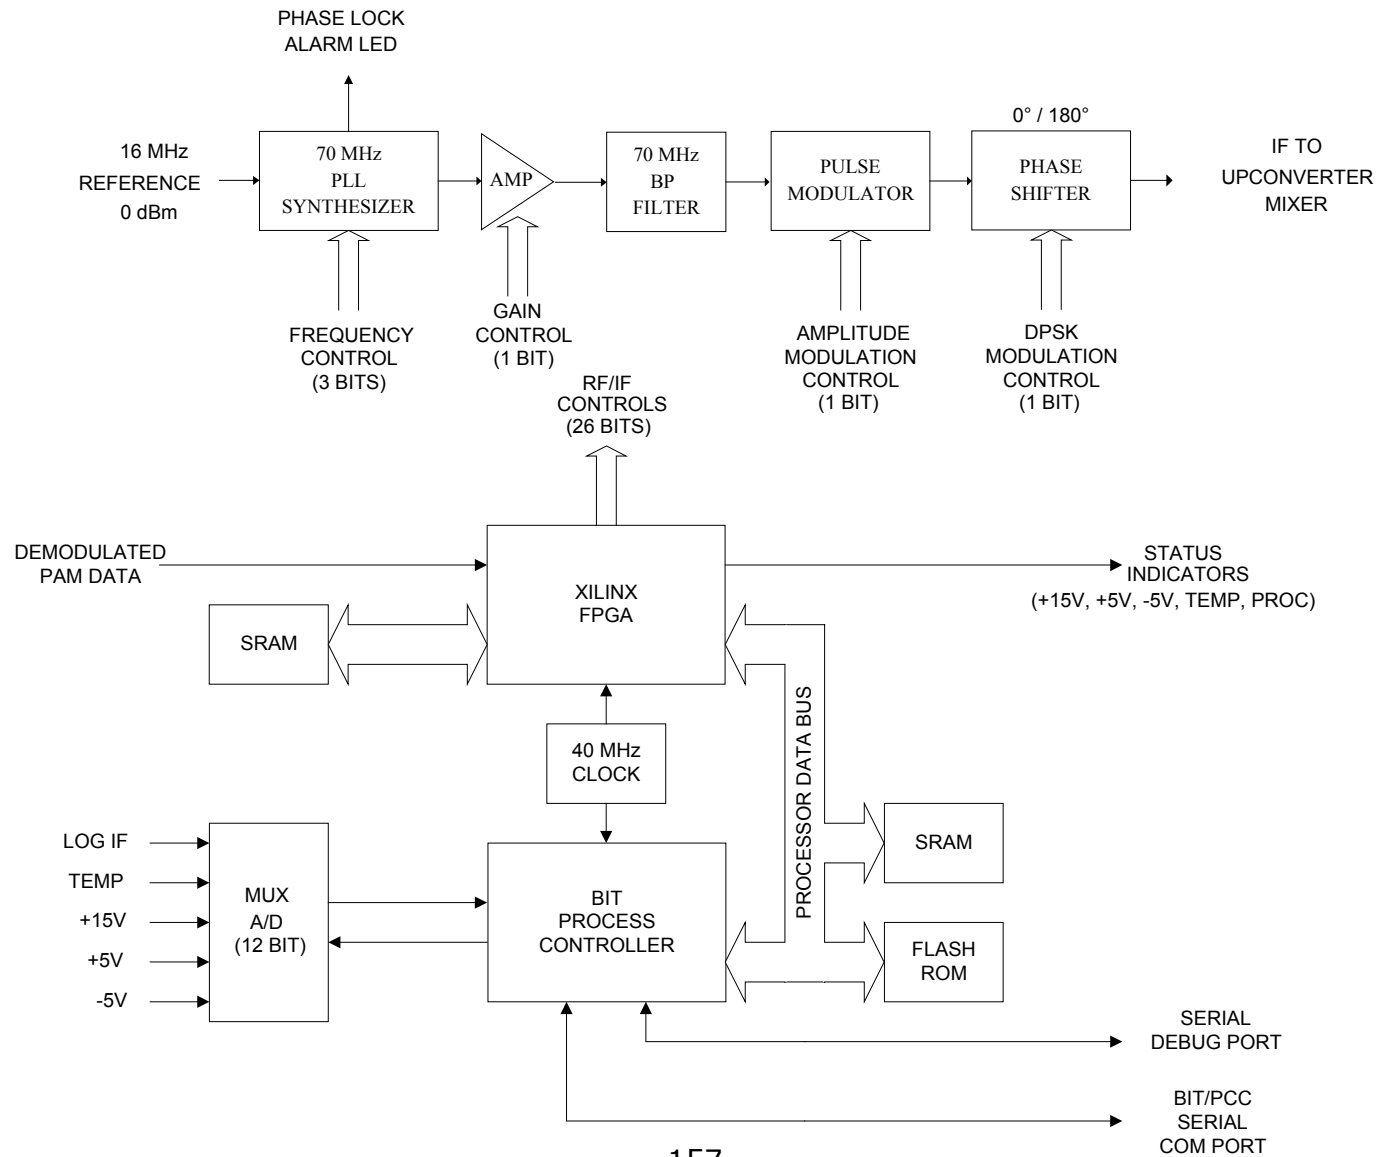 PHASE LOCK
ALARM LED
16 MHz
REFERENCE
0 dBm
70 MHz
PLL
SYNTHESIZER
AMP
70 MHz
BP
FILTER
PULSE
MODULATOR
0° / 180°
PHASE
SHIFTER
IF TO
UPCONVERTER
MIXER
FREQUENCY
CONTROL
(3 BITS)
GAIN
CONTROL
(1 BIT)
AMPLITUDE
MODULATION
CONTROL
(1 BIT)
DPSK
MODULATION
CONTROL
(1 BIT)
RF/IF
CONTROLS
(26 BITS)
DEMODULATED
PAM DATA
XILINX
FPGA
STATUS
INDICATORS
(+15V, +5V, -5V, TEMP, PROC)
SRAM
40 MHz
CLOCK
PROCESSOR DATA BUS
LOG IF
TEMP
+15V
+5V
-5V
MUX
A/D
(12 BIT)
BIT
PROCESS
CONTROLLER
SRAM
FLASH
ROM
SERIAL
DEBUG PORT
BIT/PCC
SERIAL
COM PORT
157